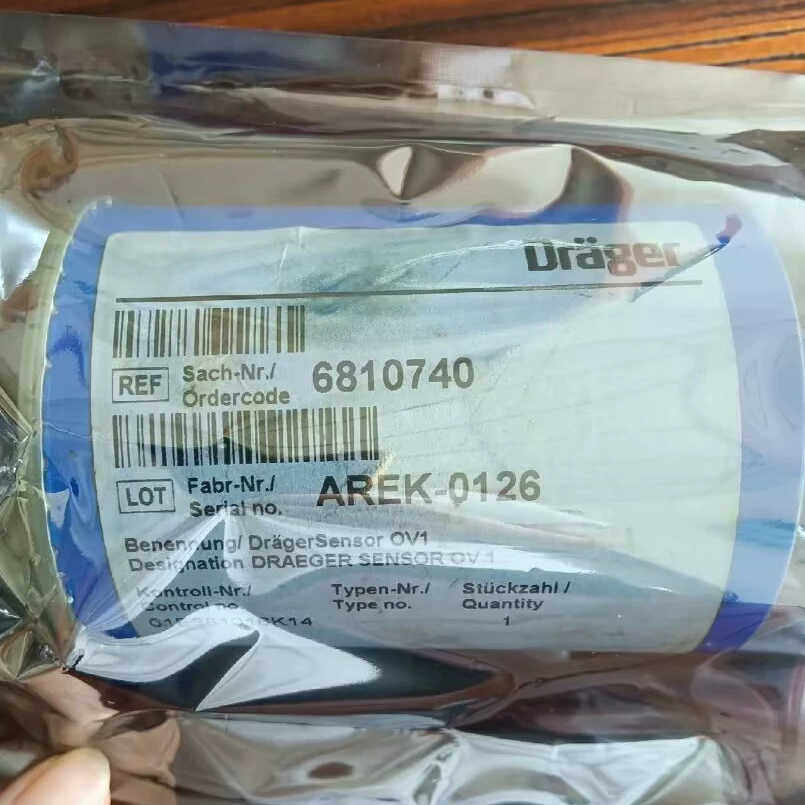 Dräger
REF Sach-Nr./ 6810740
Ordercode
LOT Fabr-Nr./ AREK-0126
Serial no.
Benennung/ DrägerSensor OV1
Designation DRAEGER SENSOR OV 1
Kontroll-Nr./ Typen-Nr./ Stückzahl /
Control no. Type no. Quantity
1